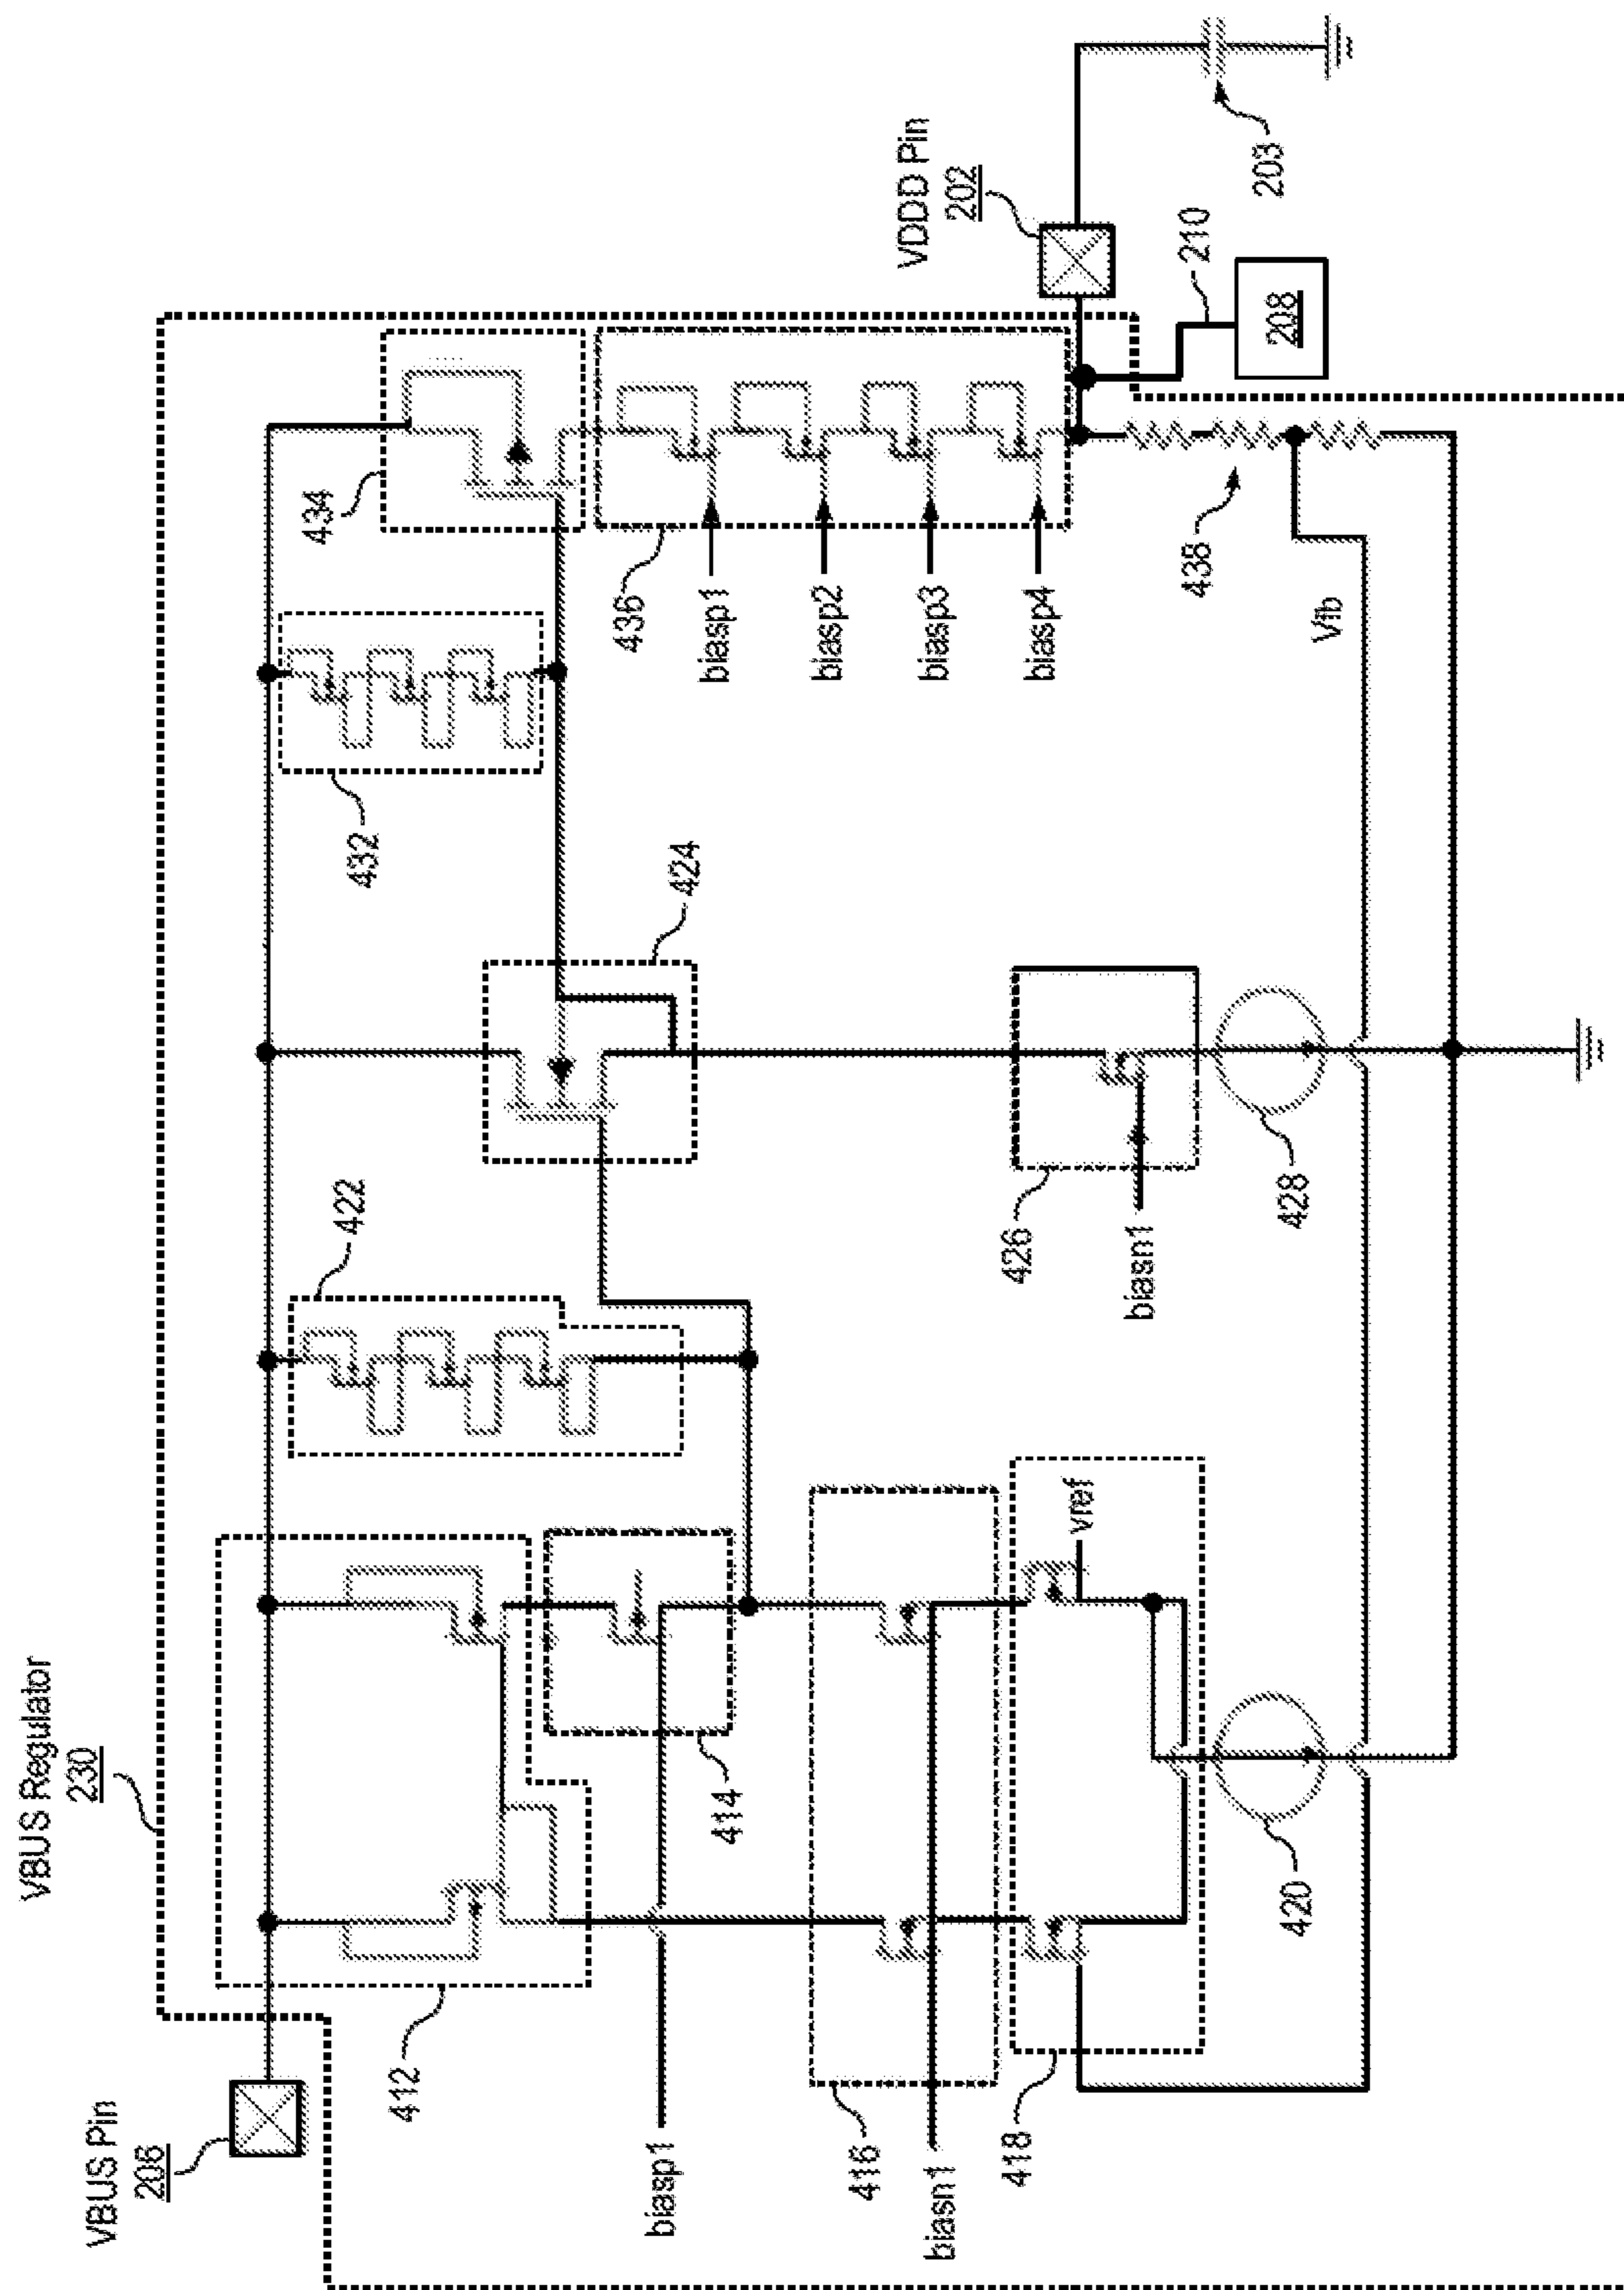 VBUS Regulator
230
VBUS Pin
206
412
414
biasp1
416
biasn1
418
vref
420
422
424
426
biasn1
428
432
434
436
biasp1
biasp2
biasp3
biasp4
438
Vfb
VDDD Pin
202
210
208
203